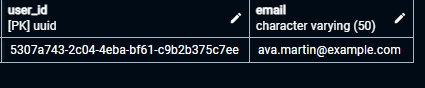 user_id
[PK] uuid
email
character varying (50)
5307a743-2c04-4eba-bf61-c9b2b375c7ee
ava.martin@example.com